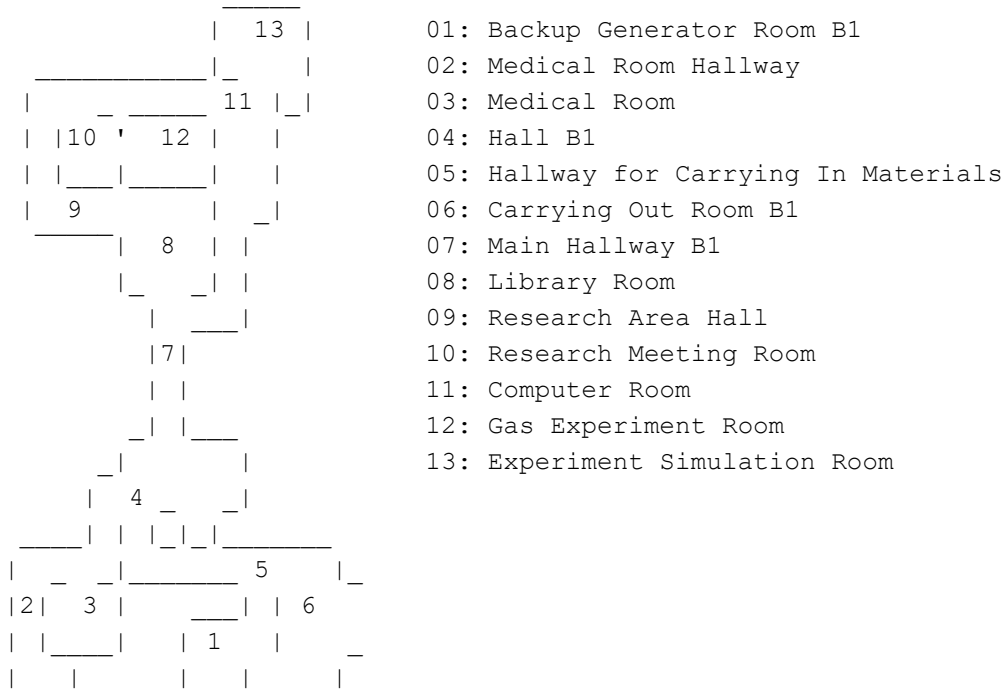 13
11
10 ' 12
9
8
7
4
5
2 3 6
1
01: Backup Generator Room B1
02: Medical Room Hallway
03: Medical Room
04: Hall B1
05: Hallway for Carrying In Materials
06: Carrying Out Room B1
07: Main Hallway B1
08: Library Room
09: Research Area Hall
10: Research Meeting Room
11: Computer Room
12: Gas Experiment Room
13: Experiment Simulation Room